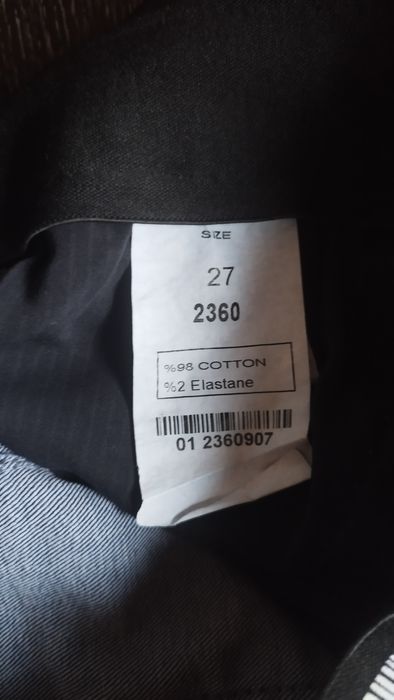 SIZE
27
2360
%98 COTTON
%2 Elastane
01 2360907